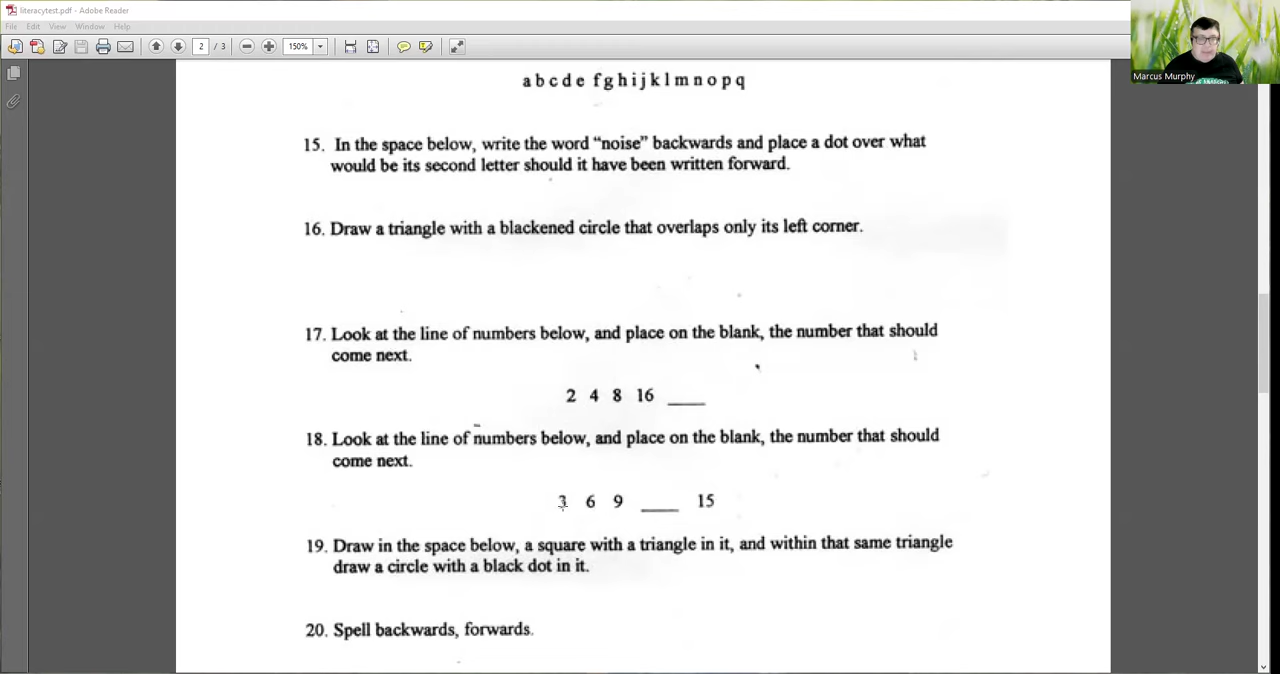 literacytest.pdf - Adobe Reader
File Edit View Window Help
2 / 3 150%
Marcus Murphy
a b c d e f g h i j k l m n o p q
15. In the space below, write the word “noise” backwards and place a dot over what
would be its second letter should it have been written forward.
16. Draw a triangle with a blackened circle that overlaps only its left corner.
17. Look at the line of numbers below, and place on the blank, the number that should
come next.
2 4 8 16 ____
18. Look at the line of numbers below, and place on the blank, the number that should
come next.
3 6 9 ____ 15
19. Draw in the space below, a square with a triangle in it, and within that same triangle
draw a circle with a black dot in it.
20. Spell backwards, forwards.